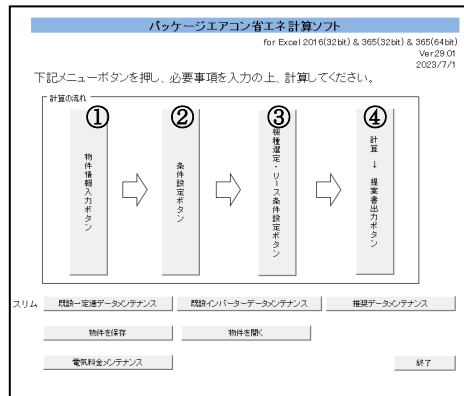 パッケージエアコン省エネ計算ソフト
for Excel 2016(32bit) & 365(32bit) & 365(64bit)
Ver.29.01
2023/7/1
下記メニューボタンを押し、必要事項を入力の上、計算してください。
計算の流れ
①
物件情報入力ボタン
②
条件設定ボタン
③
機種選定・リース条件設定ボタン
④
計算 → 提案書出力ボタン
スリム
既設一定速データメンテナンス
既設インバーターデータメンテナンス
推奨データメンテナンス
物件を保存
物件を開く
電気料金メンテナンス
終了